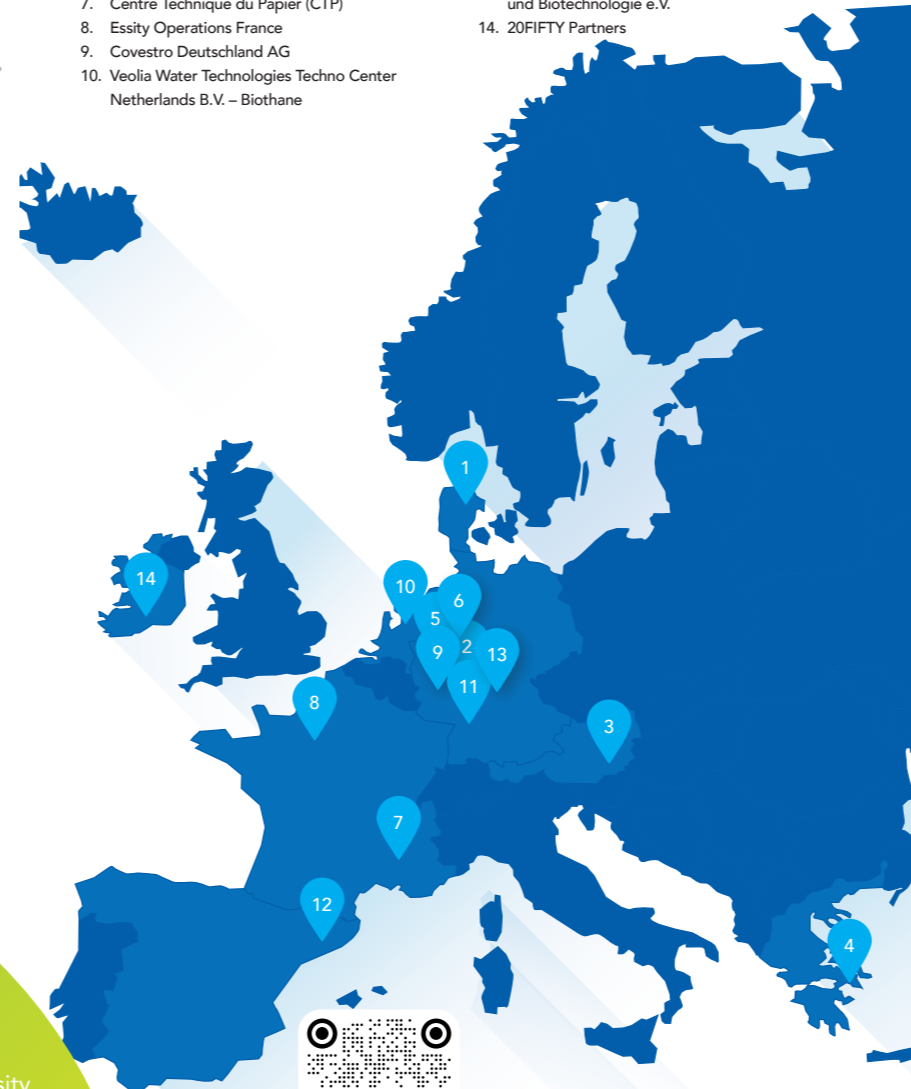 7. Centre Technique du Papier (CTP)
8. Essity Operations France
9. Covestro Deutschland AG
10. Veolia Water Technologies Techno Center
Netherlands B.V. – Biothane
und Biotechnologie e.V.
14. 20FIFTY Partners
1
14
10
6
5
9
2
13
11
8
3
7
12
4
sity